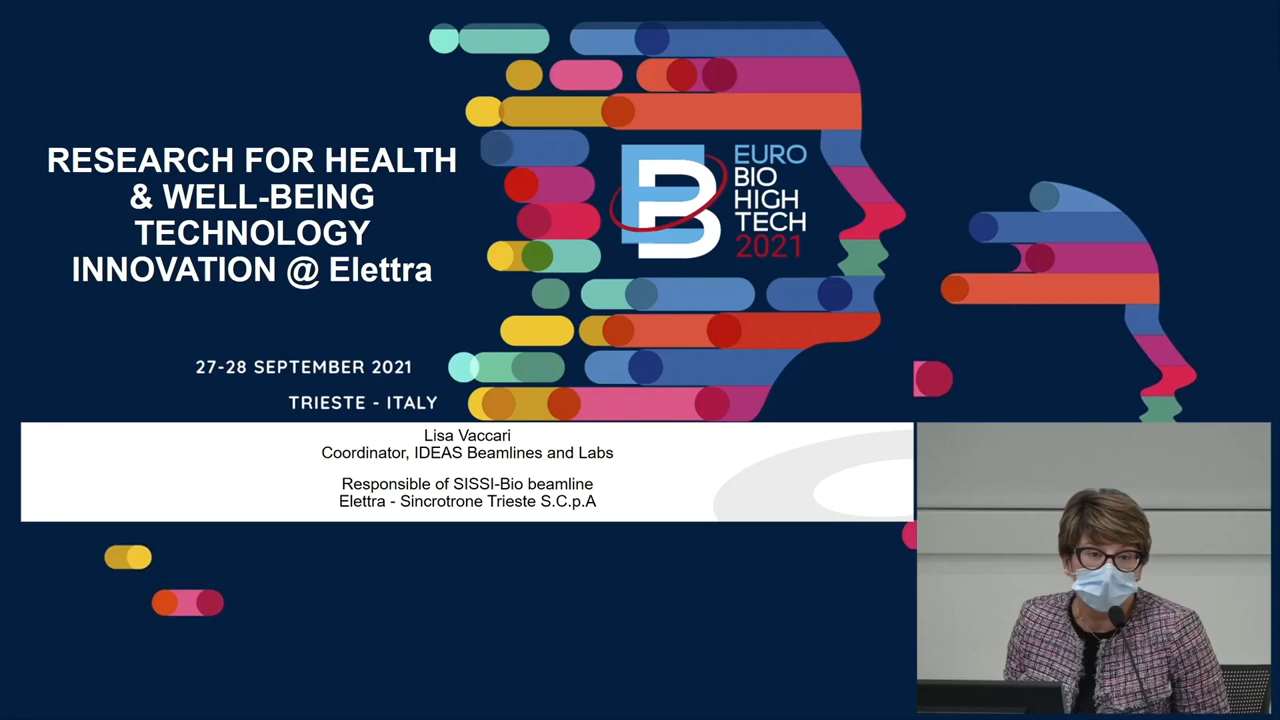 RESEARCH FOR HEALTH
& WELL-BEING
TECHNOLOGY
INNOVATION @ Elettra
EB
EURO
BIO
HIGH
TECH
2021
27-28 SEPTEMBER 2021
TRIESTE - ITALY
Lisa Vaccari
Coordinator, IDEAS Beamlines and Labs
Responsible of SISSI-Bio beamline
Elettra - Sincrotrone Trieste S.C.p.A